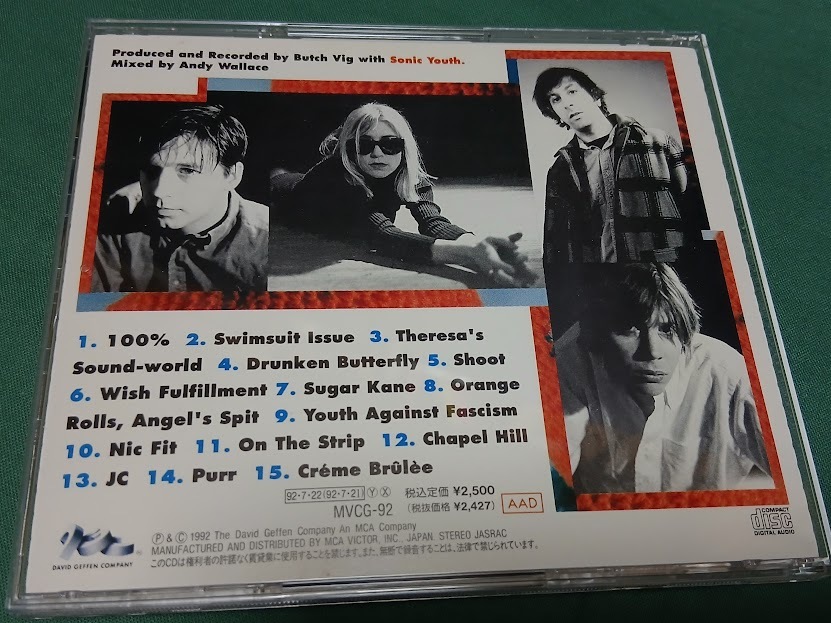 Produced and Recorded by Butch Vig with Sonic Youth.
Mixed by Andy Wallace
1. 100% 2. Swimsuit Issue 3. Theresa's
Sound-world 4. Drunken Butterfly 5. Shoot
6. Wish Fulfillment 7. Sugar Kane 8. Orange
Rolls, Angel's Spit 9. Youth Against Fascism
10. Nic Fit 11. On The Strip 12. Chapel Hill
13. JC 14. Purr 15. Créme Brûlèe
92・7・22(92・7・21) Ⓨ Ⓧ 税込定価 ¥2,500
MVCG-92 (税抜価格 ¥2,427) AAD
DAVID GEFFEN COMPANY
Ⓟ & © 1992 The David Geffen Company An MCA Company
MANUFACTURED AND DISTRIBUTED BY MCA VICTOR, INC., JAPAN. STEREO JASRAC
このCDは権利者の許諾なく賃貸業に使用することを禁じます。また、無断で録音することは、法律で禁じられています。
COMPACT
disc
DIGITAL AUDIO